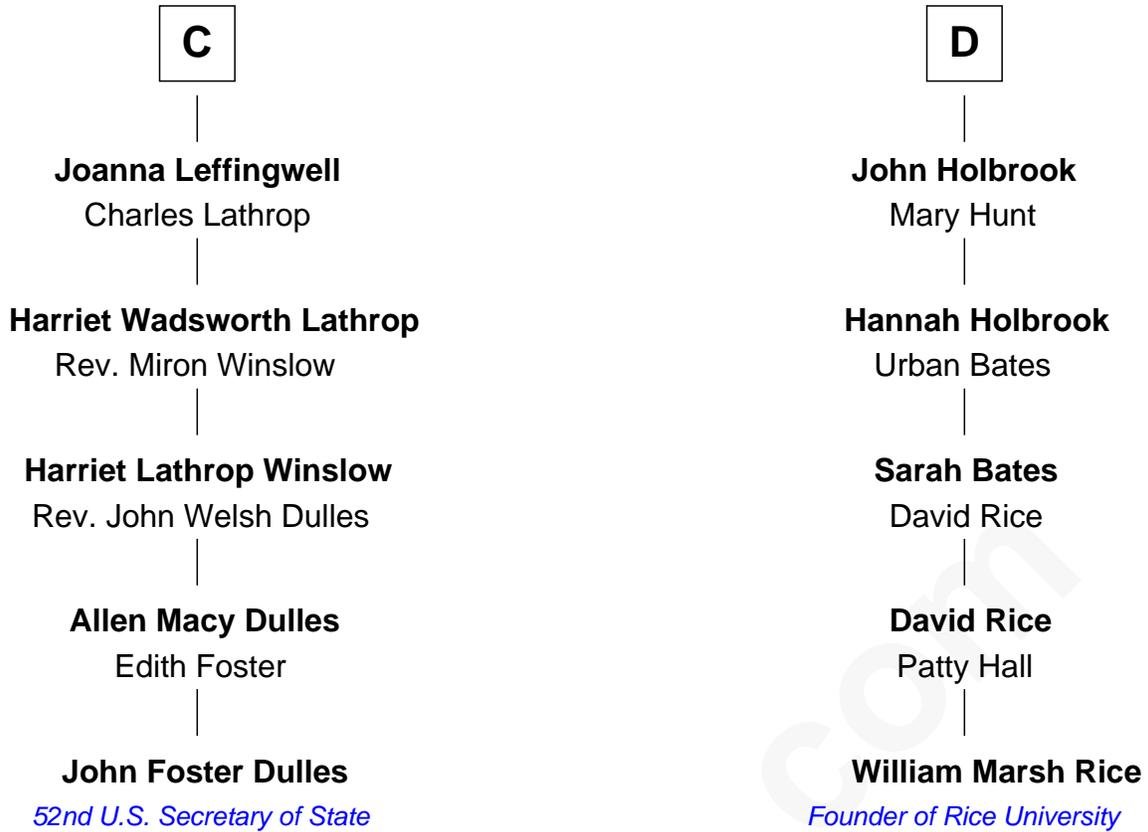 C
Joanna Leffingwell
Charles Lathrop
Harriet Wadsworth Lathrop
Rev. Miron Winslow
Harriet Lathrop Winslow
Rev. John Welsh Dulles
Allen Macy Dulles
Edith Foster
John Foster Dulles
52nd U.S. Secretary of State
D
John Holbrook
Mary Hunt
Hannah Holbrook
Urban Bates
Sarah Bates
David Rice
David Rice
Patty Hall
William Marsh Rice
Founder of Rice University
com